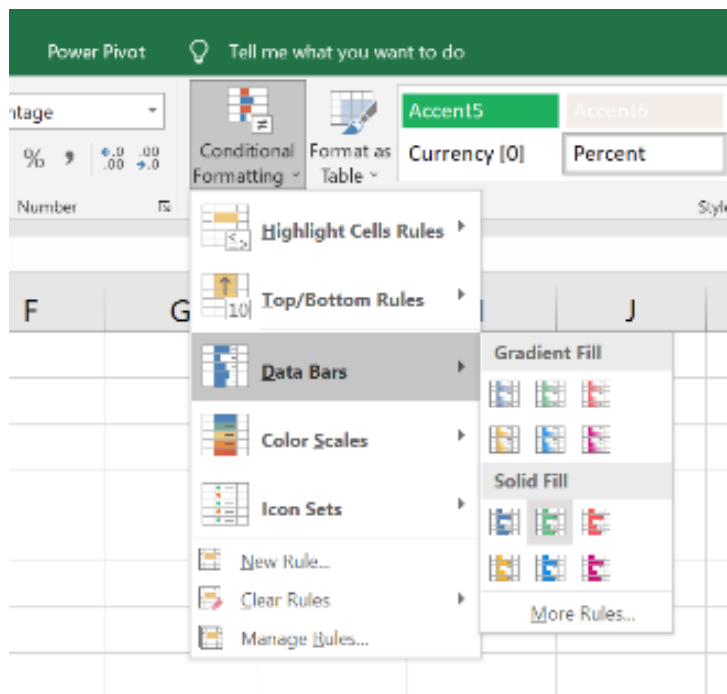 Power Pivot Tell me what you want to do
ntage
Conditional Formatting
Format as Table
Accent5 Accent6
Currency [0] Percent
% , .0 .00 .00 .0
Number Style
Highlight Cells Rules
Top/Bottom Rules
10
F G J
Data Bars
Gradient Fill
Color Scales
Solid Fill
Icon Sets
New Rule...
Clear Rules
More Rules...
Manage Rules...